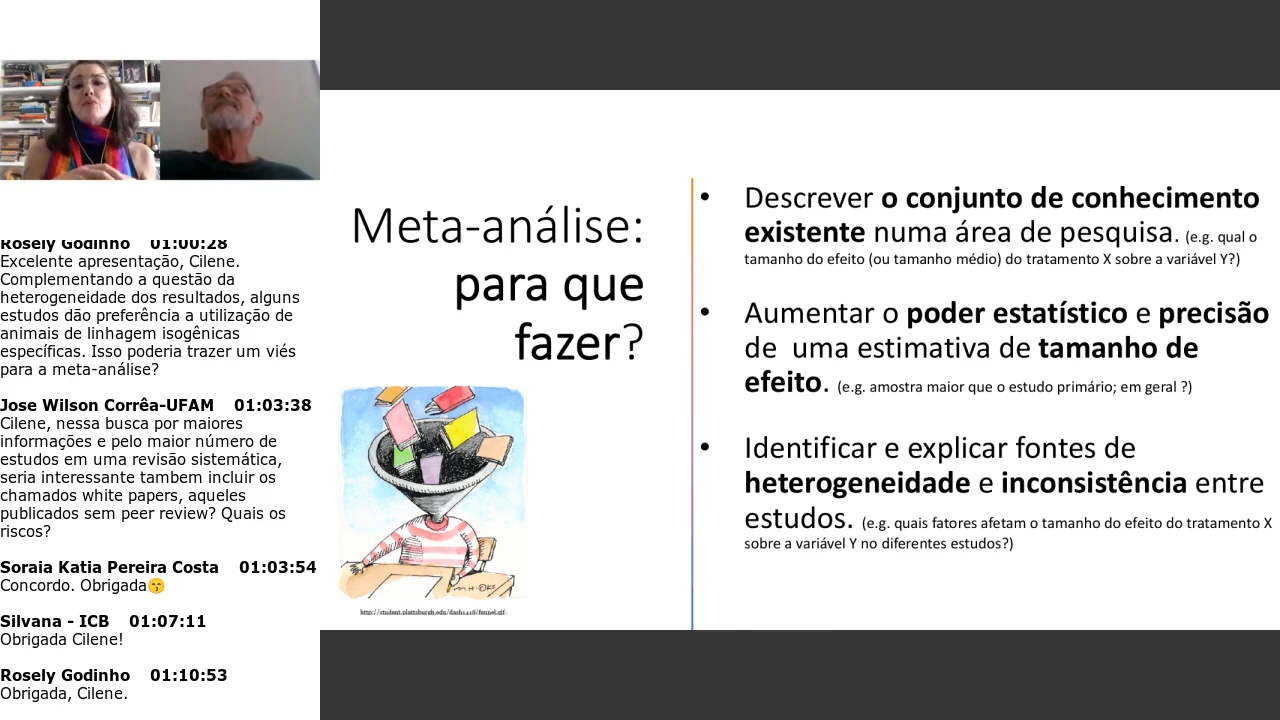 Rosely Godinho 01:00:28
Excelente apresentação, Cilene.
Complementando a questão da
heterogeneidade dos resultados, alguns
estudos dão preferência a utilização de
animais de linhagem isogênicas
específicas. Isso poderia trazer um viés
para a meta-análise?
Jose Wilson Corrêa-UFAM 01:03:38
Cilene, nessa busca por maiores
informações e pelo maior número de
estudos em uma revisão sistemática,
seria interessante tambem incluir os
chamados white papers, aqueles
publicados sem peer review? Quais os
riscos?
Soraia Katia Pereira Costa 01:03:54
Concordo. Obrigada😙
Silvana - ICB 01:07:11
Obrigada Cilene!
Rosely Godinho 01:10:53
Obrigada, Cilene.
Meta-análise:
para que
fazer?
http://student.plattsburgh.edu/dash1418/funnel.gif
• Descrever o conjunto de conhecimento
existente numa área de pesquisa. (e.g. qual o
tamanho do efeito (ou tamanho médio) do tratamento X sobre a variável Y?)
• Aumentar o poder estatístico e precisão
de uma estimativa de tamanho de
efeito. (e.g. amostra maior que o estudo primário; em geral ?)
• Identificar e explicar fontes de
heterogeneidade e inconsistência entre
estudos. (e.g. quais fatores afetam o tamanho do efeito do tratamento X
sobre a variável Y no diferentes estudos?)